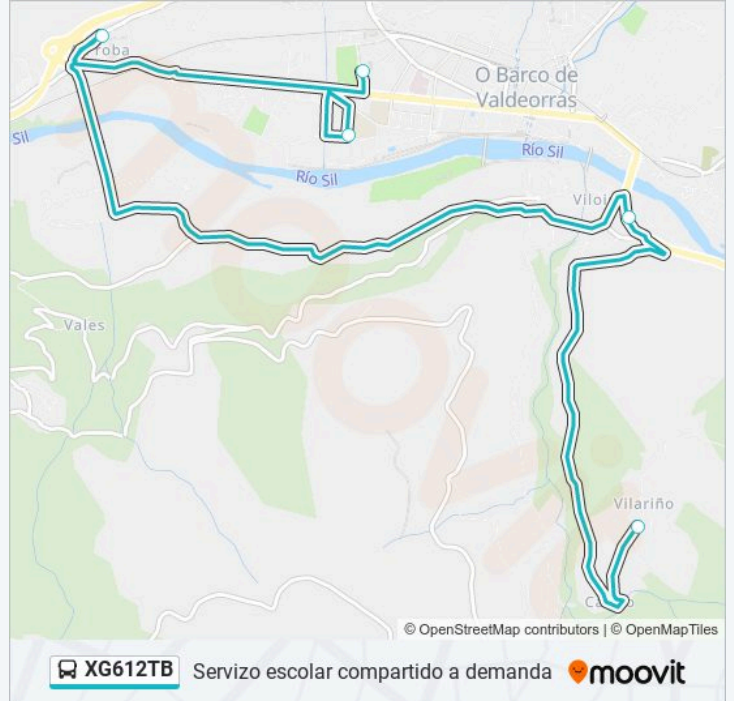 roba
O Barco de
Valdeorras
Sil
Río Sil
Río Sil
Viloi
Vales
Vilariño
© OpenStreetMap contributors | © OpenMapTiles
XG612TB Servizo escolar compartido a demanda moovit